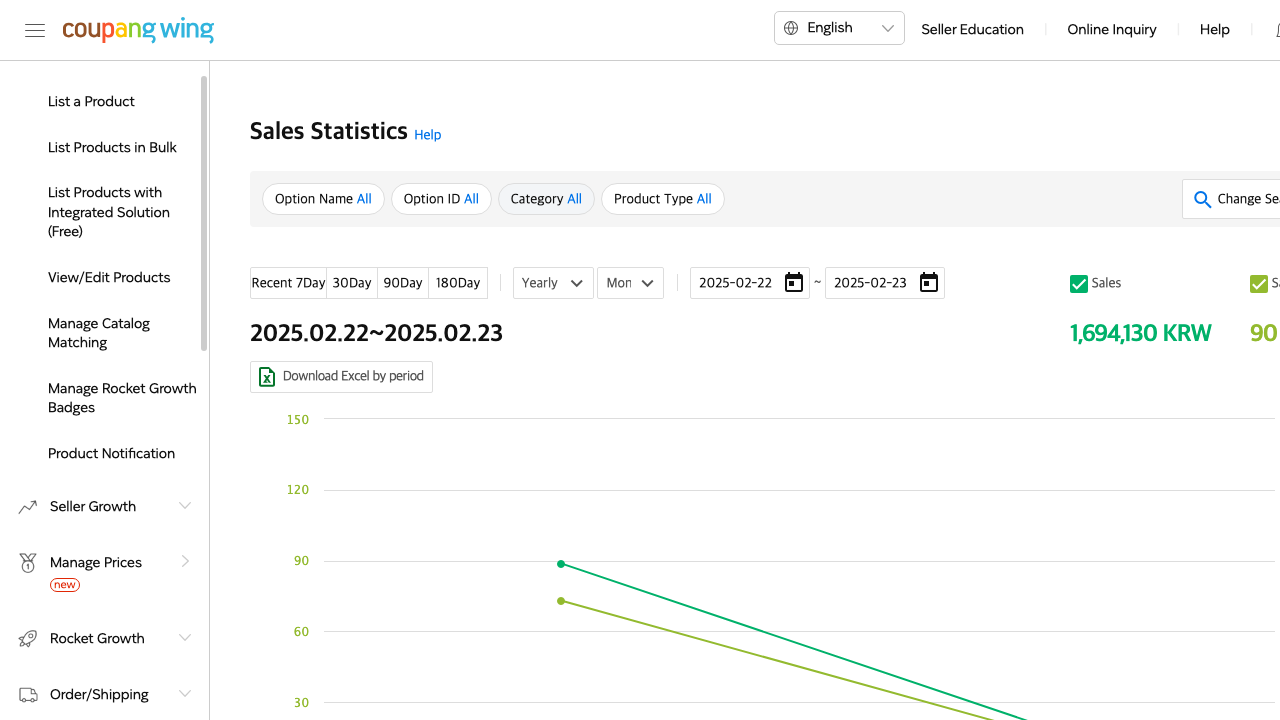 coupang wing
English
Seller Education
Online Inquiry
Help
List a Product
List Products in Bulk
List Products with
Integrated Solution
(Free)
View/Edit Products
Manage Catalog
Matching
Manage Rocket Growth
Badges
Product Notification
Seller Growth
Manage Prices
new
Rocket Growth
Order/Shipping
Sales Statistics Help
Option Name All
Option ID All
Category All
Product Type All
Change Sea
Recent 7Day
30Day
90Day
180Day
Yearly
Mon
2025-02-22
~
2025-02-23
Sales
2025.02.22~2025.02.23
1,694,130 KRW
90
Download Excel by period
150
120
90
60
30